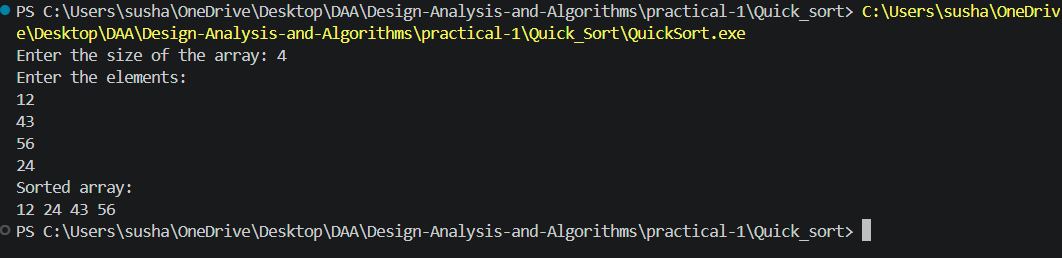 PS C:\Users\susha\OneDrive\Desktop\DAA\Design-Analysis-and-Algorithms\practical-1\Quick_sort> C:\Users\susha\OneDriv
e\Desktop\DAA\Design-Analysis-and-Algorithms\practical-1\Quick_Sort\QuickSort.exe
Enter the size of the array: 4
Enter the elements:
12
43
56
24
Sorted array:
12 24 43 56
PS C:\Users\susha\OneDrive\Desktop\DAA\Design-Analysis-and-Algorithms\practical-1\Quick_sort>